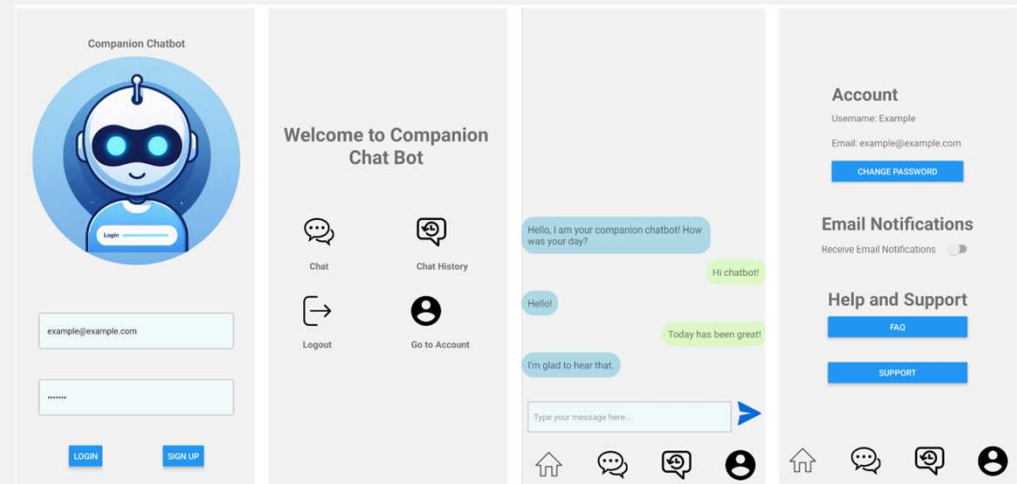 Companion Chatbot
Login
example@example.com
•••••••
LOGIN
SIGN UP
Welcome to Companion
Chat Bot
Chat
Chat History
Logout
Go to Account
Hello, I am your companion chatbot! How
was your day?
Hi chatbot!
Hello!
Today has been great!
I'm glad to hear that.
Type your message here...
Account
Username: Example
Email: example@example.com
CHANGE PASSWORD
Email Notifications
Receive Email Notifications
Help and Support
FAQ
SUPPORT